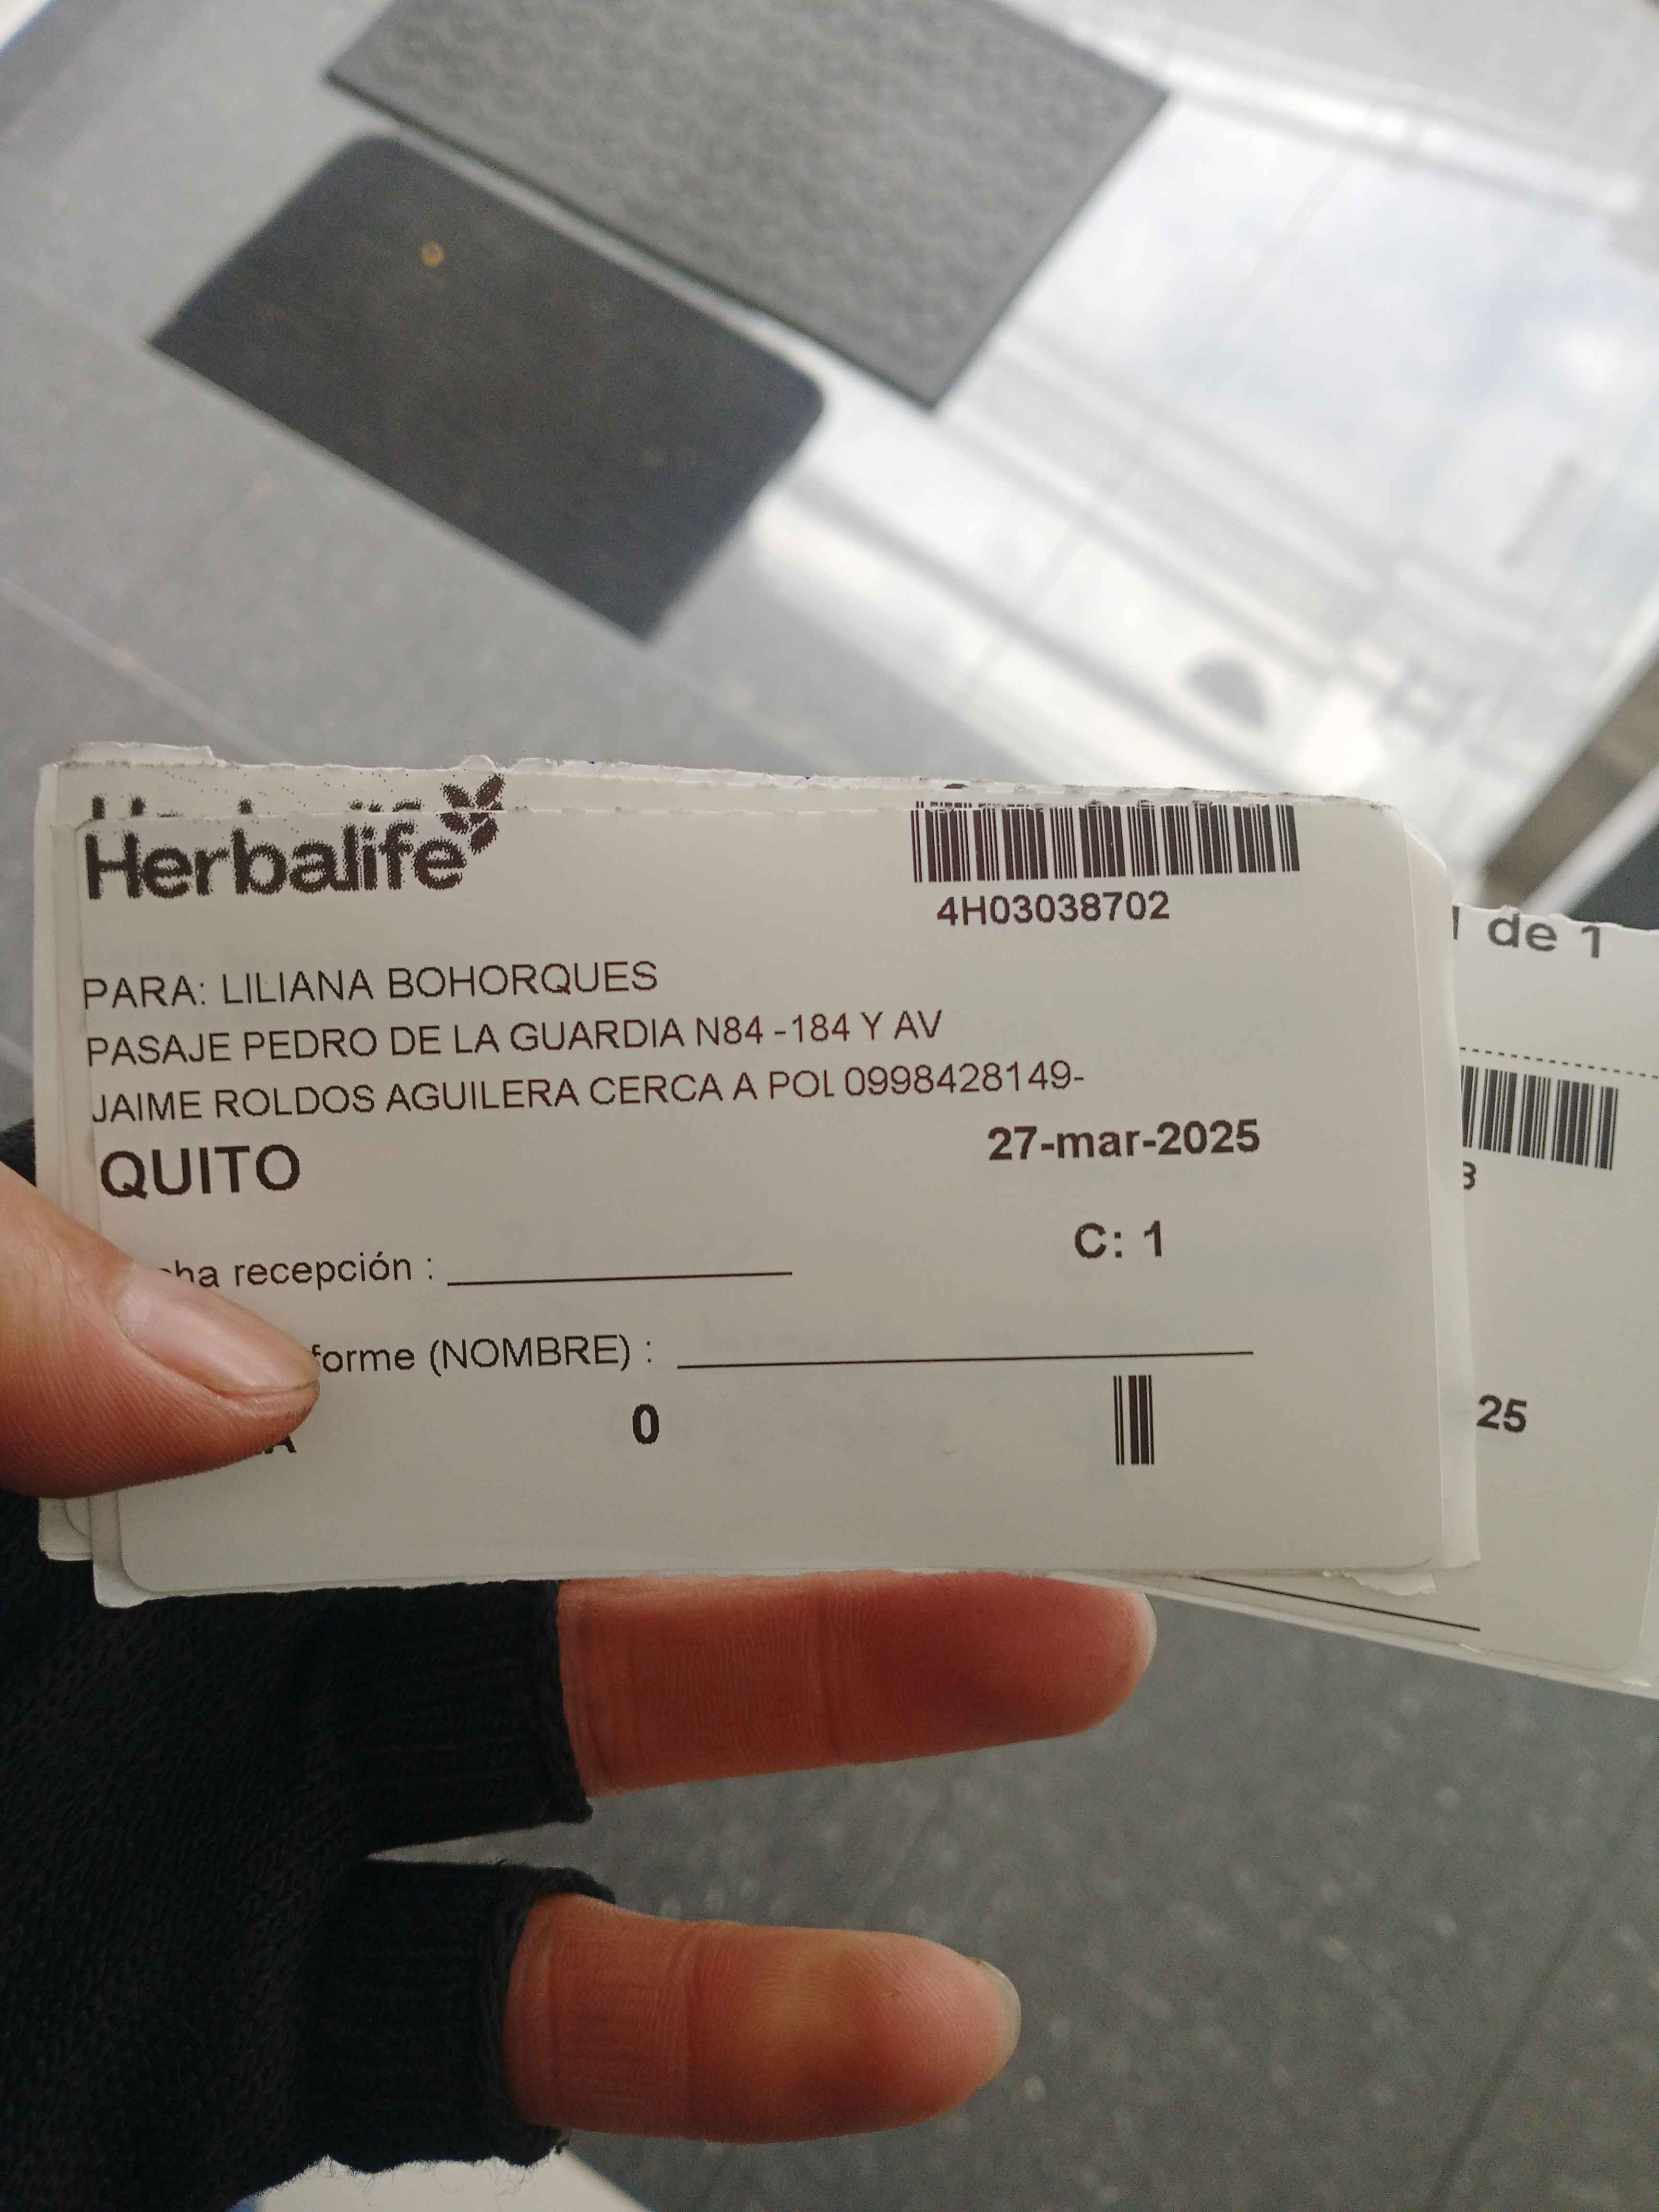 Herbalife
4H03038702
PARA: LILIANA BOHORQUES
PASAJE PEDRO DE LA GUARDIA N84 -184 Y AV
JAIME ROLDOS AGUILERA CERCA A POL 0998428149-
QUITO
27-mar-2025
recepción :
C: 1
(NOMBRE) :
0
de 1
25